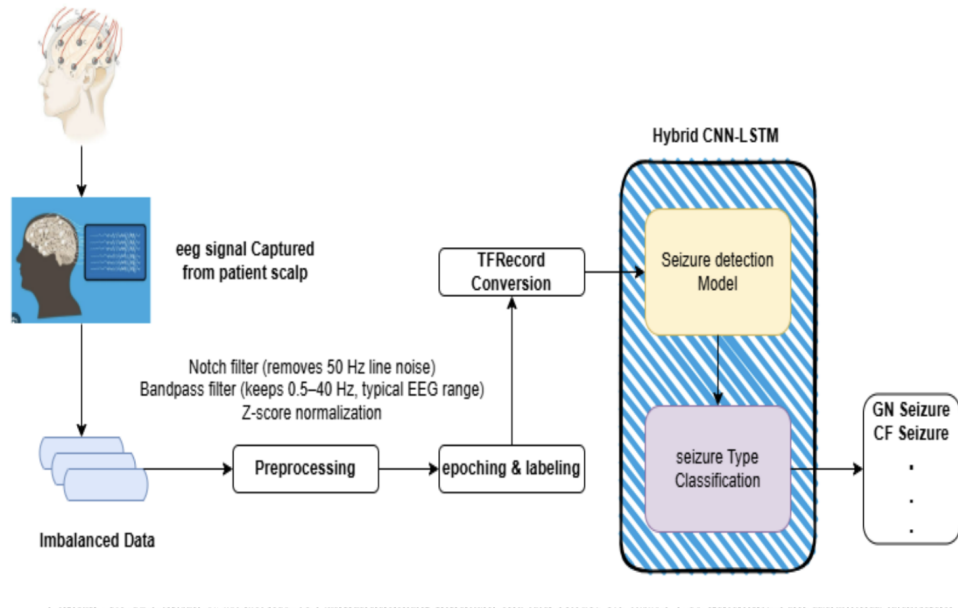 Hybrid CNN-LSTM
eeg signal Captured
from patient scalp
TFRecord
Conversion
Seizure detection
Model
Notch filter (removes 50 Hz line noise)
Bandpass filter (keeps 0.5–40 Hz, typical EEG range)
Z-score normalization
GN Seizure
CF Seizure
.
.
.
Preprocessing
epoching & labeling
seizure Type
Classification
Imbalanced Data